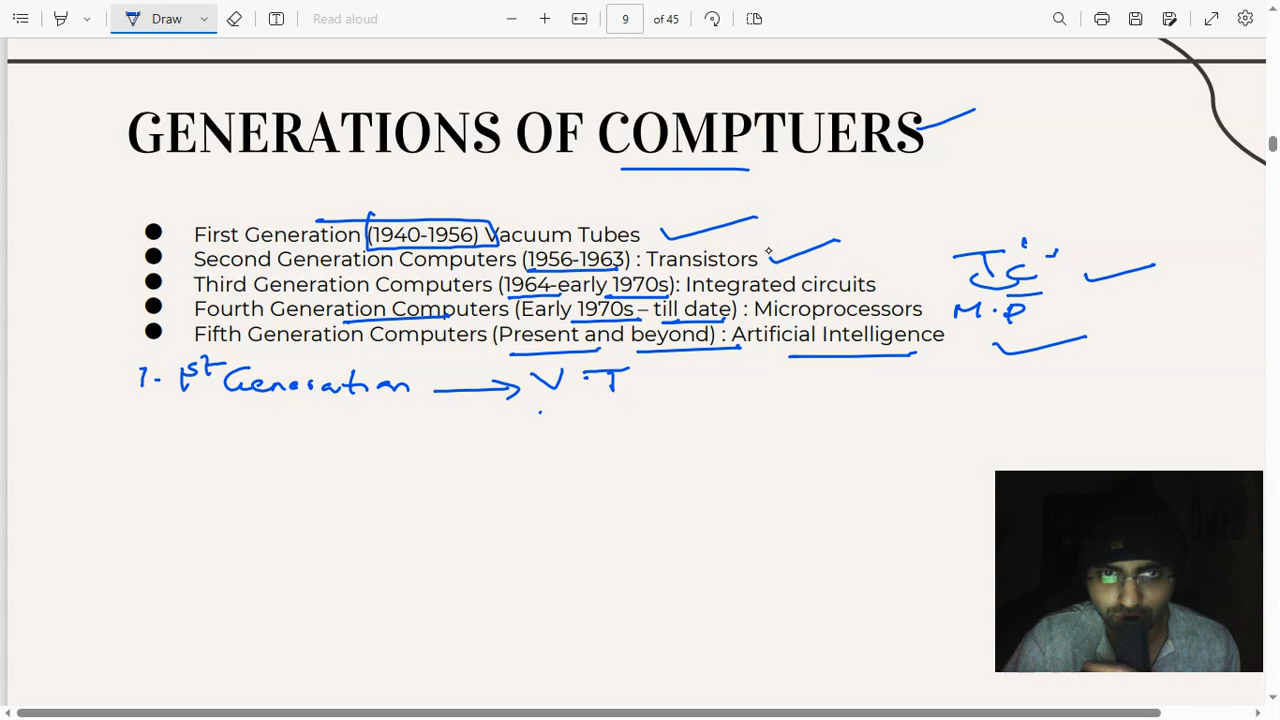 Draw
Read aloud
9 of 45
GENERATIONS OF COMPTUERS
First Generation (1940-1956) Vacuum Tubes
Second Generation Computers (1956-1963) : Transistors
Third Generation Computers (1964-early 1970s): Integrated circuits
Fourth Generation Computers (Early 1970s – till date) : Microprocessors
Fifth Generation Computers (Present and beyond) : Artificial Intelligence
M.P
1. 1st Generation → V.T